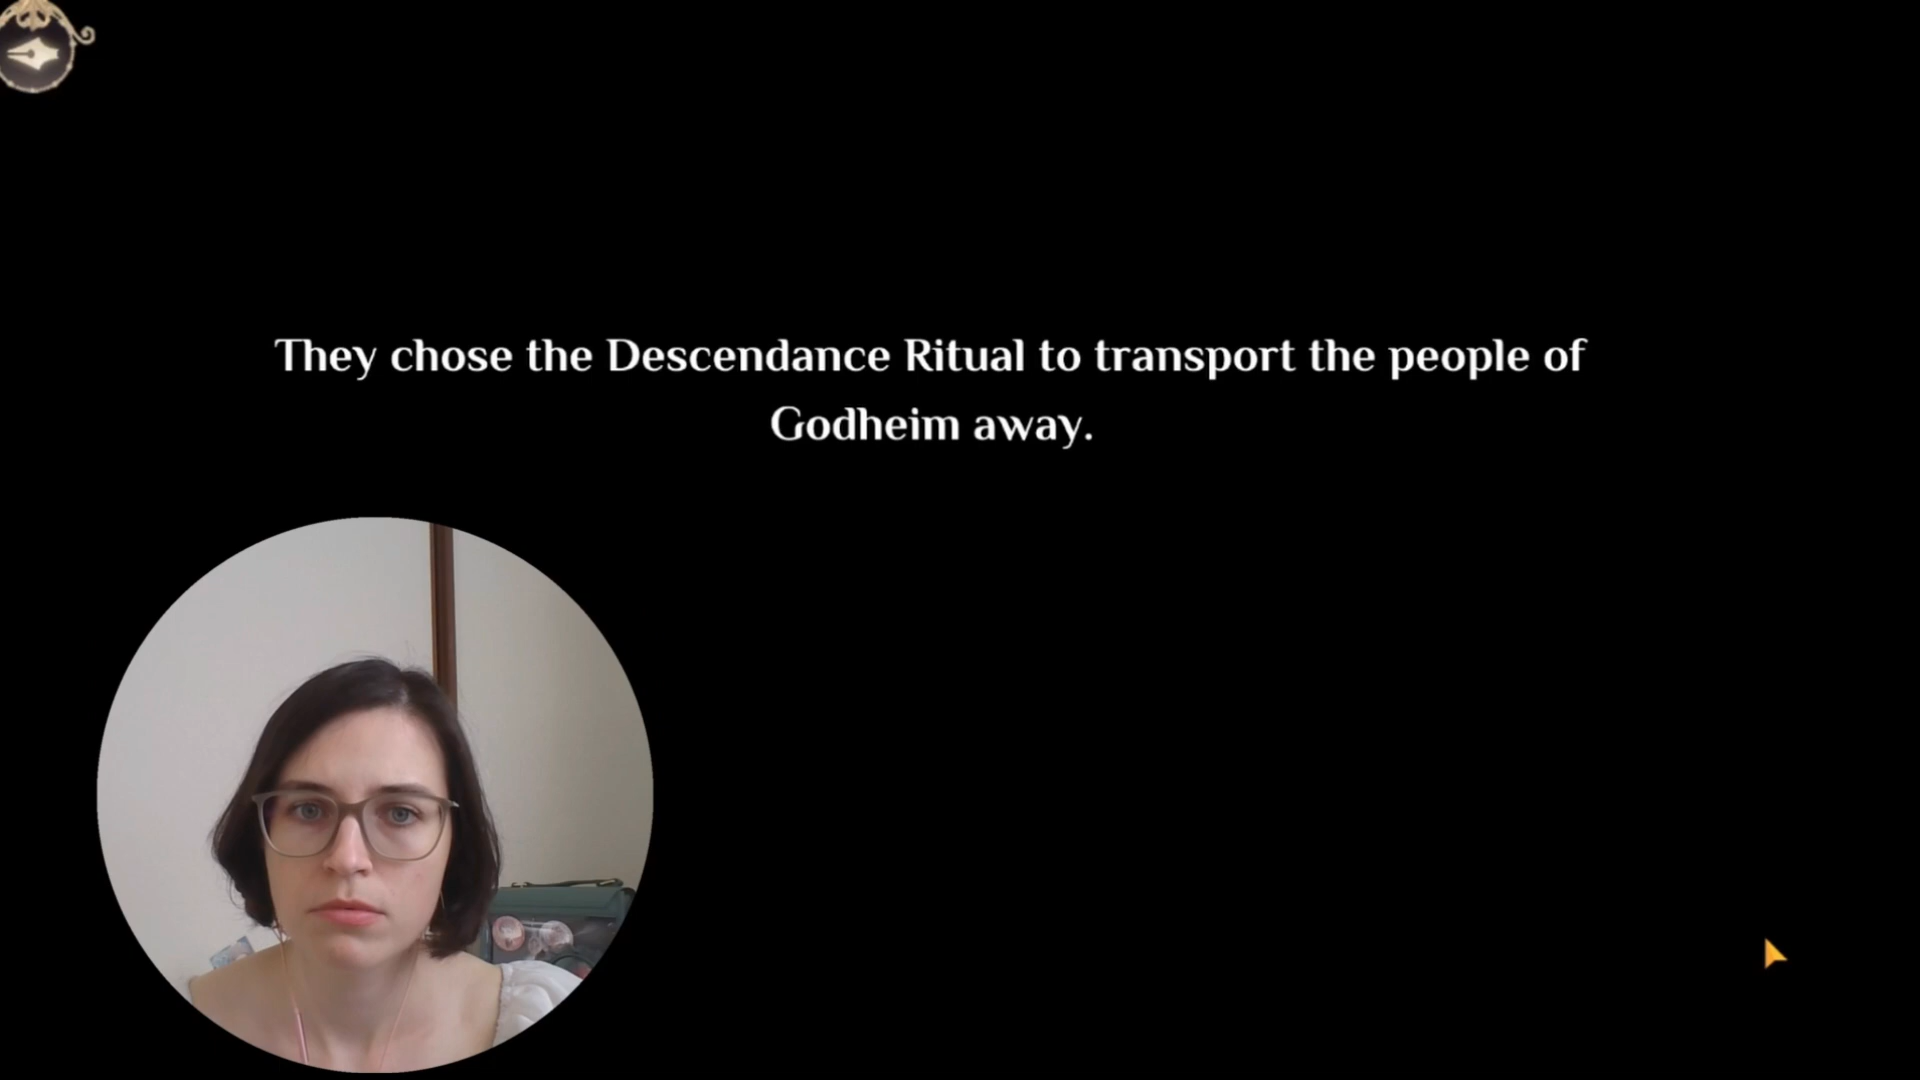 They chose the Descendance Ritual to transport the people of
Godheim away.